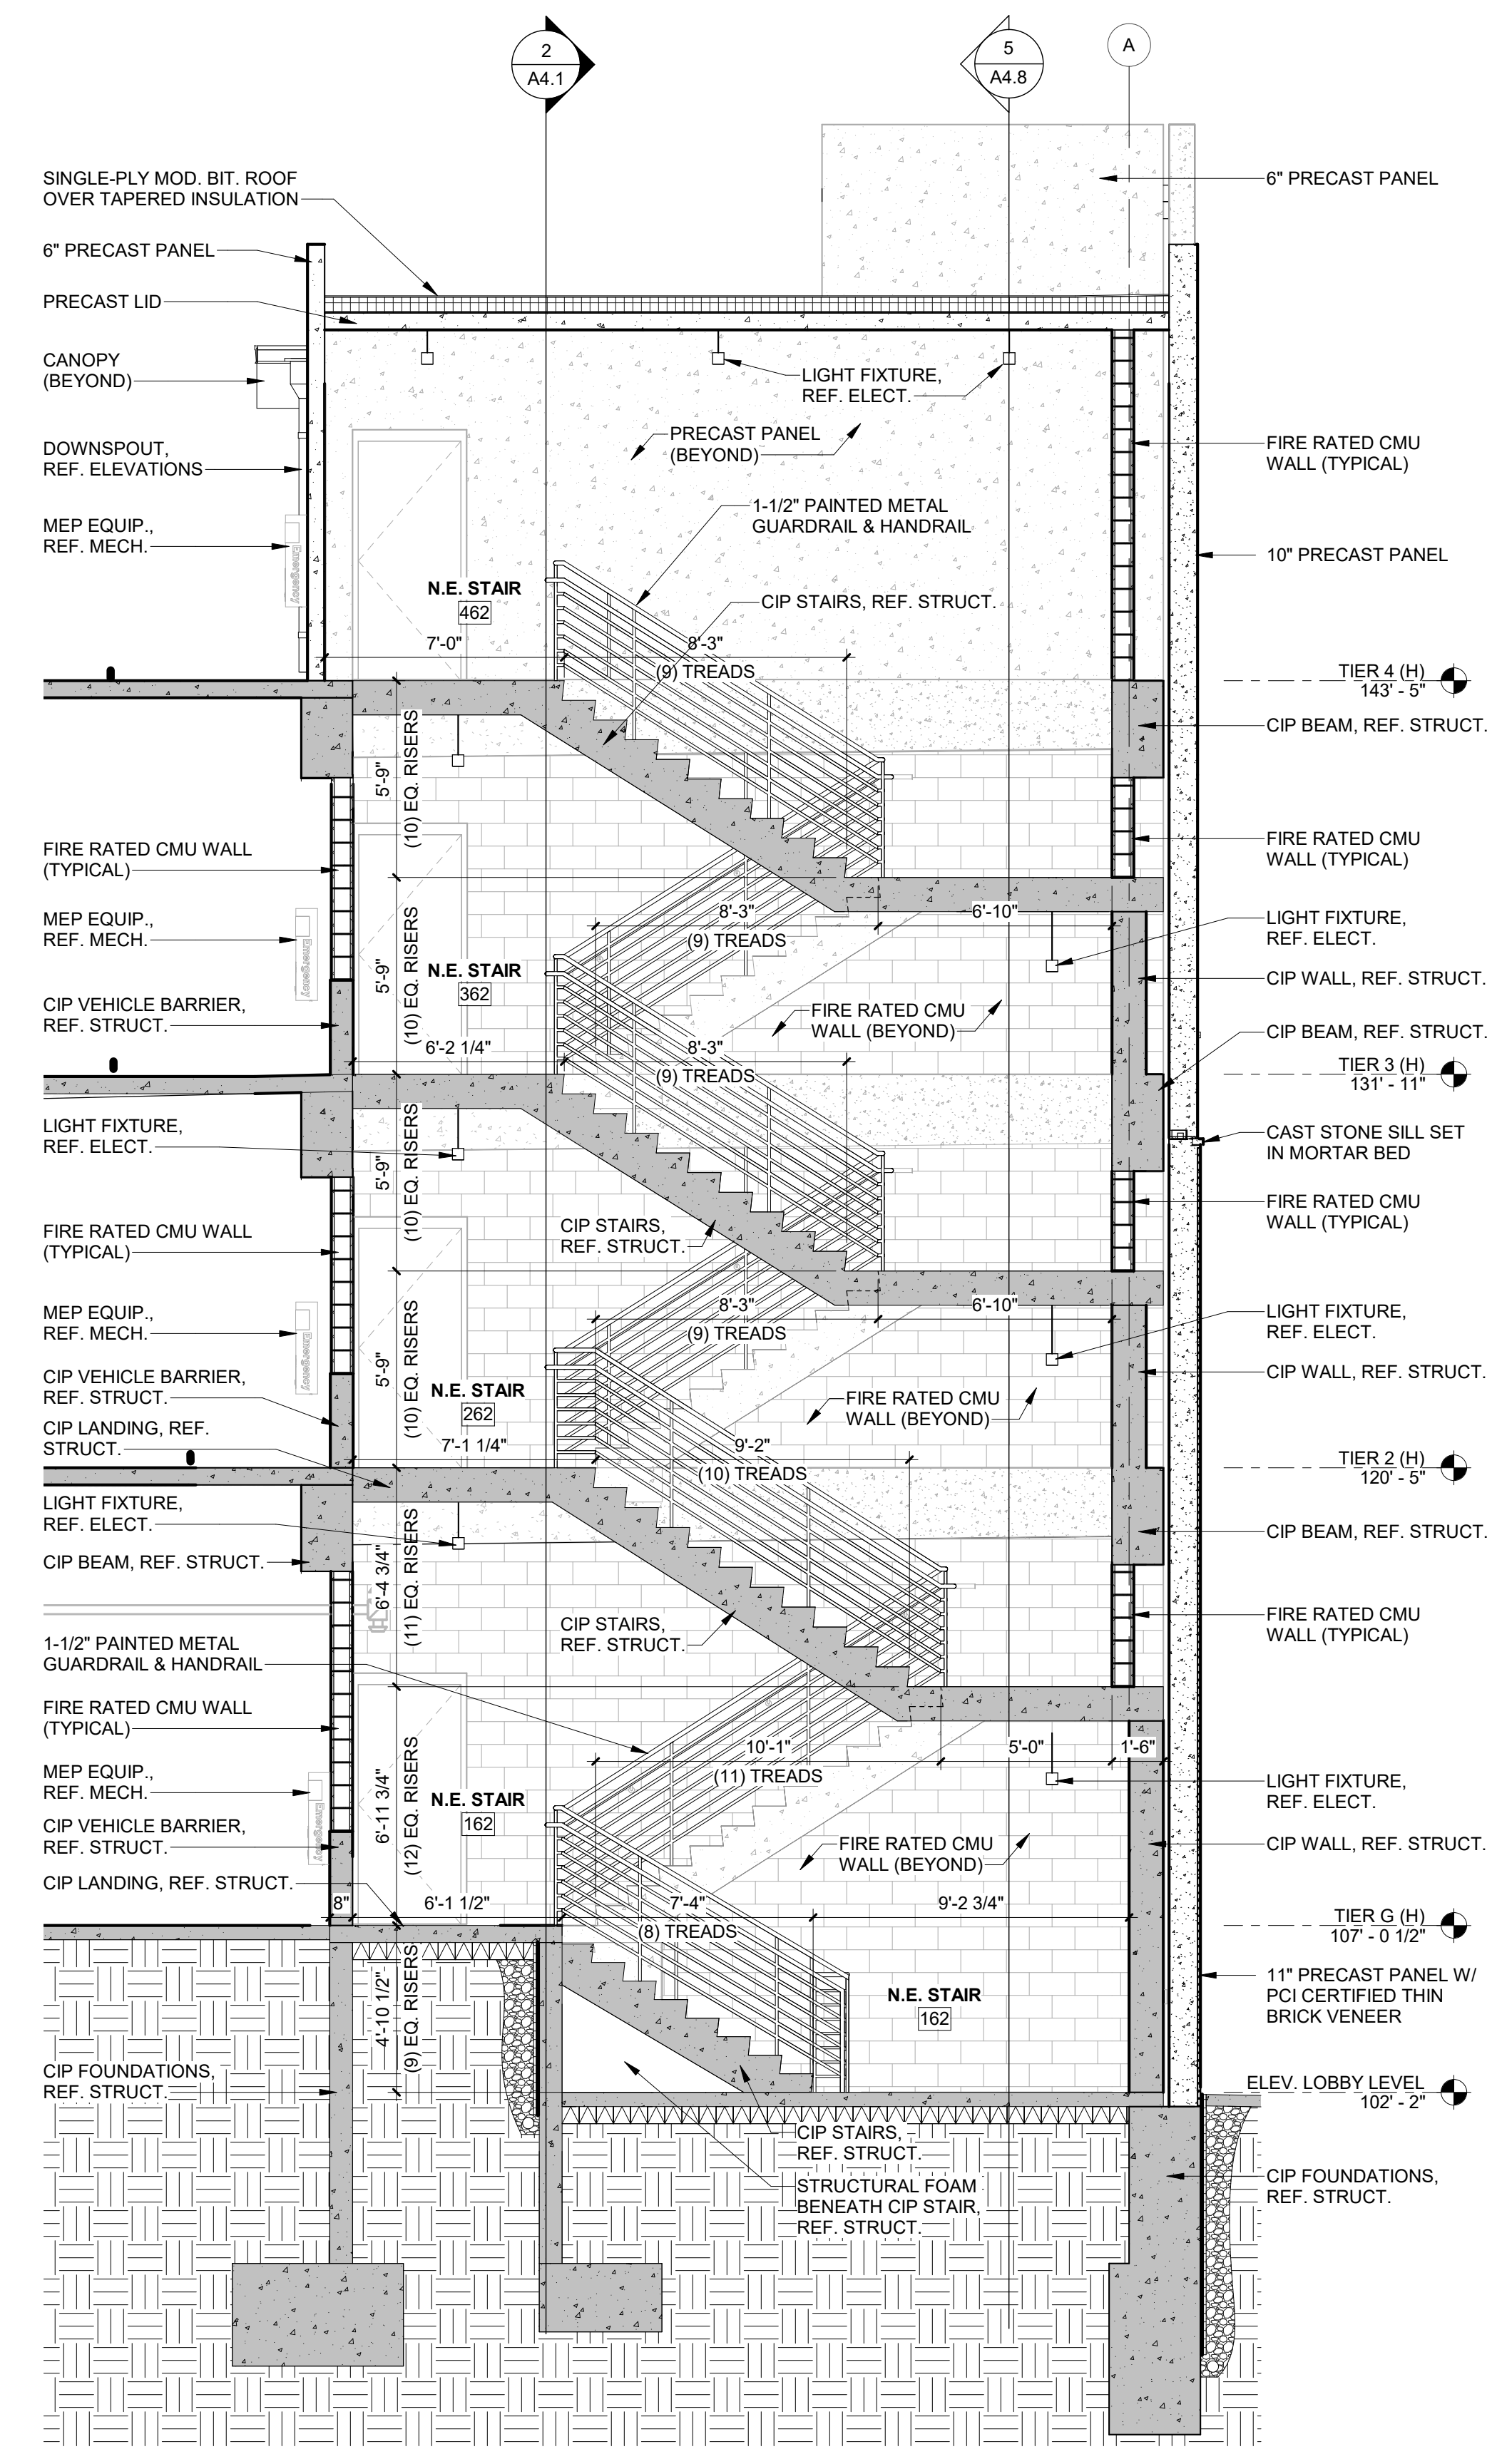 2
A4.1
5
A4.8
A
SINGLE-PLY MOD. BIT. ROOF
OVER TAPERED INSULATION
6" PRECAST PANEL
6" PRECAST PANEL
PRECAST LID
CANOPY
(BEYOND)
LIGHT FIXTURE,
REF. ELECT.
PRECAST PANEL
(BEYOND)
FIRE RATED CMU
WALL (TYPICAL)
DOWNSPOUT,
REF. ELEVATIONS
1-1/2" PAINTED METAL
GUARDRAIL & HANDRAIL
MEP EQUIP.,
REF. MECH.
Emergency
10" PRECAST PANEL
N.E. STAIR
462
CIP STAIRS, REF. STRUCT.
7'-0"
8'-3"
(9) TREADS
TIER 4 (H)
143' - 5"
CIP BEAM, REF. STRUCT.
5'-9"
(10) EQ. RISERS
FIRE RATED CMU WALL
(TYPICAL)
FIRE RATED CMU
WALL (TYPICAL)
MEP EQUIP.,
REF. MECH.
Emergency
8'-3"
(9) TREADS
6'-10"
LIGHT FIXTURE,
REF. ELECT.
5'-9"
(10) EQ. RISERS
N.E. STAIR
362
CIP WALL, REF. STRUCT.
CIP VEHICLE BARRIER,
REF. STRUCT.
FIRE RATED CMU
WALL (BEYOND)
CIP BEAM, REF. STRUCT.
6'-2 1/4"
8'-3"
(9) TREADS
TIER 3 (H)
131' - 11"
LIGHT FIXTURE,
REF. ELECT.
CAST STONE SILL SET
IN MORTAR BED
5'-9"
(10) EQ. RISERS
FIRE RATED CMU WALL
(TYPICAL)
CIP STAIRS,
REF. STRUCT.
FIRE RATED CMU
WALL (TYPICAL)
MEP EQUIP.,
REF. MECH.
Emergency
8'-3"
(9) TREADS
6'-10"
LIGHT FIXTURE,
REF. ELECT.
5'-9"
(10) EQ. RISERS
CIP VEHICLE BARRIER,
REF. STRUCT.
N.E. STAIR
262
FIRE RATED CMU
WALL (BEYOND)
CIP WALL, REF. STRUCT.
CIP LANDING, REF.
STRUCT.
7'-1 1/4"
9'-2"
(10) TREADS
TIER 2 (H)
120' - 5"
LIGHT FIXTURE,
REF. ELECT.
CIP BEAM, REF. STRUCT.
CIP BEAM, REF. STRUCT.
6'-4 3/4"
(11) EQ. RISERS
CIP STAIRS,
REF. STRUCT.
FIRE RATED CMU
WALL (TYPICAL)
1-1/2" PAINTED METAL
GUARDRAIL & HANDRAIL
FIRE RATED CMU WALL
(TYPICAL)
10'-1"
(11) TREADS
5'-0"
1'-6"
MEP EQUIP.,
REF. MECH.
Emergency
6'-11 3/4"
(12) EQ. RISERS
N.E. STAIR
162
LIGHT FIXTURE,
REF. ELECT.
CIP VEHICLE BARRIER,
REF. STRUCT.
FIRE RATED CMU
WALL (BEYOND)
CIP WALL, REF. STRUCT.
CIP LANDING, REF. STRUCT.
8"
6'-1 1/2"
7'-4"
(8) TREADS
9'-2 3/4"
TIER G (H)
107' - 0 1/2"
4'-10 1/2"
(9) EQ. RISERS
N.E. STAIR
162
11" PRECAST PANEL W/
PCI CERTIFIED THIN
BRICK VENEER
CIP FOUNDATIONS,
REF. STRUCT.
ELEV. LOBBY LEVEL
102' - 2"
CIP STAIRS,
REF. STRUCT.
STRUCTURAL FOAM
BENEATH CIP STAIR,
REF. STRUCT.
CIP FOUNDATIONS,
REF. STRUCT.